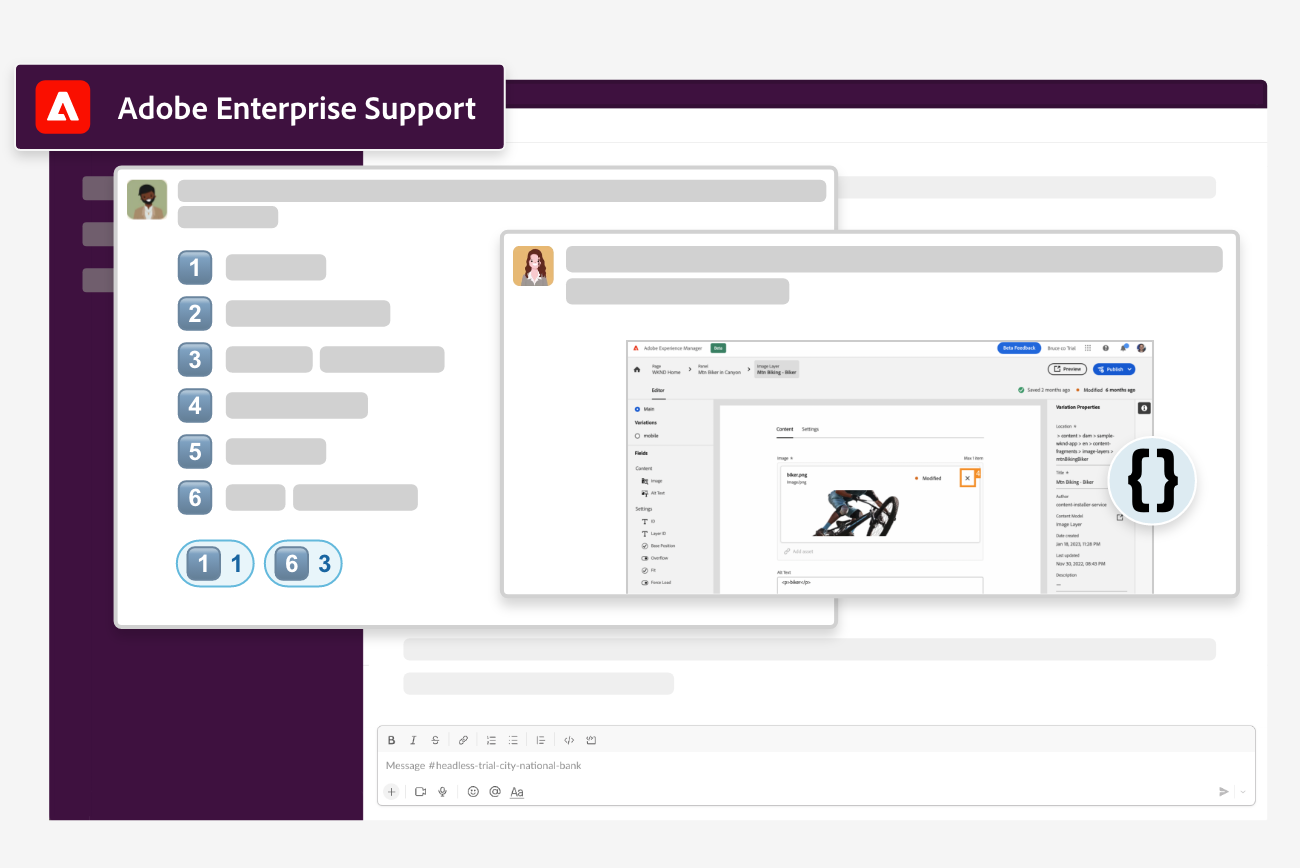 Adobe Enterprise Support
1
2
3
4
5
6
1 1 6 3
Adobe Experience Manager New
Beta Feedback Bruce co Trial
Page
WKND Home
Panel
Mtn Biker in Canyon
Image Layer
Mtn Biking - Biker
Preview Publish
Editor
Saved 2 months ago Modified 6 months ago
Main
Variations
mobile
Fields
Content
Image
Alt Text
Settings
ID
Layer ID
Base Position
Overflow
Fit
Force Load
Content Settings
Image * Max 1 item
biker.png
image/png
Modified
Add asset
Alt Text
<p>biker</p>
Variation Properties
Location
> content > dam > sample-
wknd-app > en > content-
fragments > image-layers >
mtnBikingBiker
Title *
Mtn Biking - Biker
Author
content-installer-service
Content Model
Image Layer
Date created
Jan 18, 2023, 11:28 PM
Last updated
Nov 30, 2022, 08:43 PM
Description
—
{}
B I S
Message #headless-trial-city-national-bank
+ @ Aa